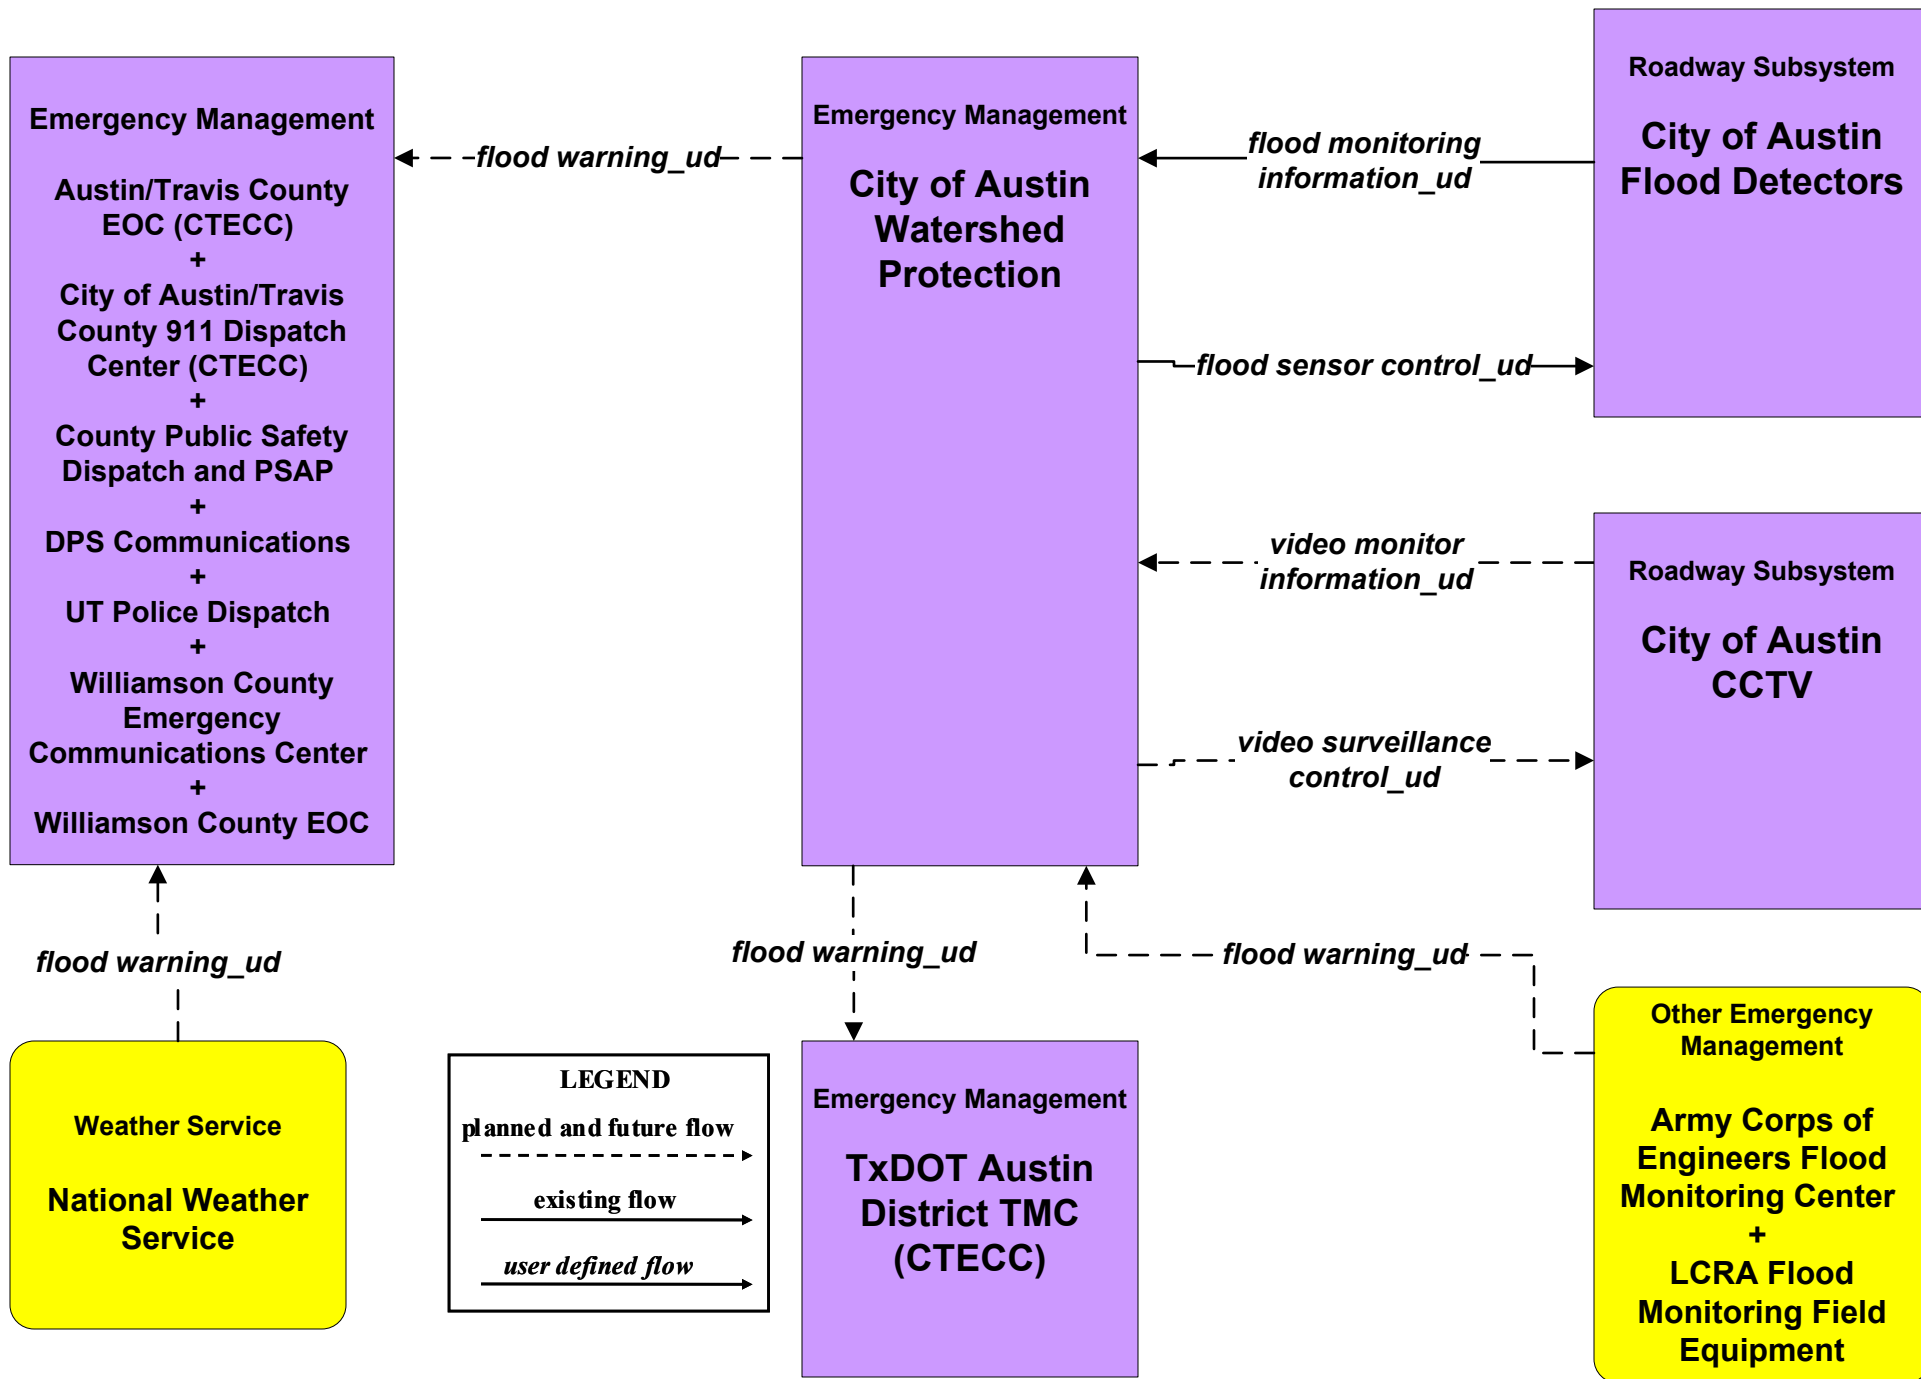 Emergency Management
Austin/Travis County
EOC (CTECC)
+
City of Austin/Travis
County 911 Dispatch
Center (CTECC)
+
County Public Safety
Dispatch and PSAP
+
DPS Communications
+
UT Police Dispatch
+
Williamson County
Emergency
Communications Center
+
Williamson County EOC
flood warning_ud
Emergency Management
City of Austin
Watershed
Protection
flood monitoring
information_ud
Roadway Subsystem
City of Austin
Flood Detectors
flood sensor control_ud
video monitor
information_ud
Roadway Subsystem
City of Austin
CCTV
video surveillance
control_ud
flood warning_ud
flood warning_ud
flood warning_ud
Weather Service
National Weather
Service
LEGEND
planned and future flow
existing flow
user defined flow
Emergency Management
TxDOT Austin
District TMC
(CTECC)
Other Emergency
Management
Army Corps of
Engineers Flood
Monitoring Center
+
LCRA Flood
Monitoring Field
Equipment